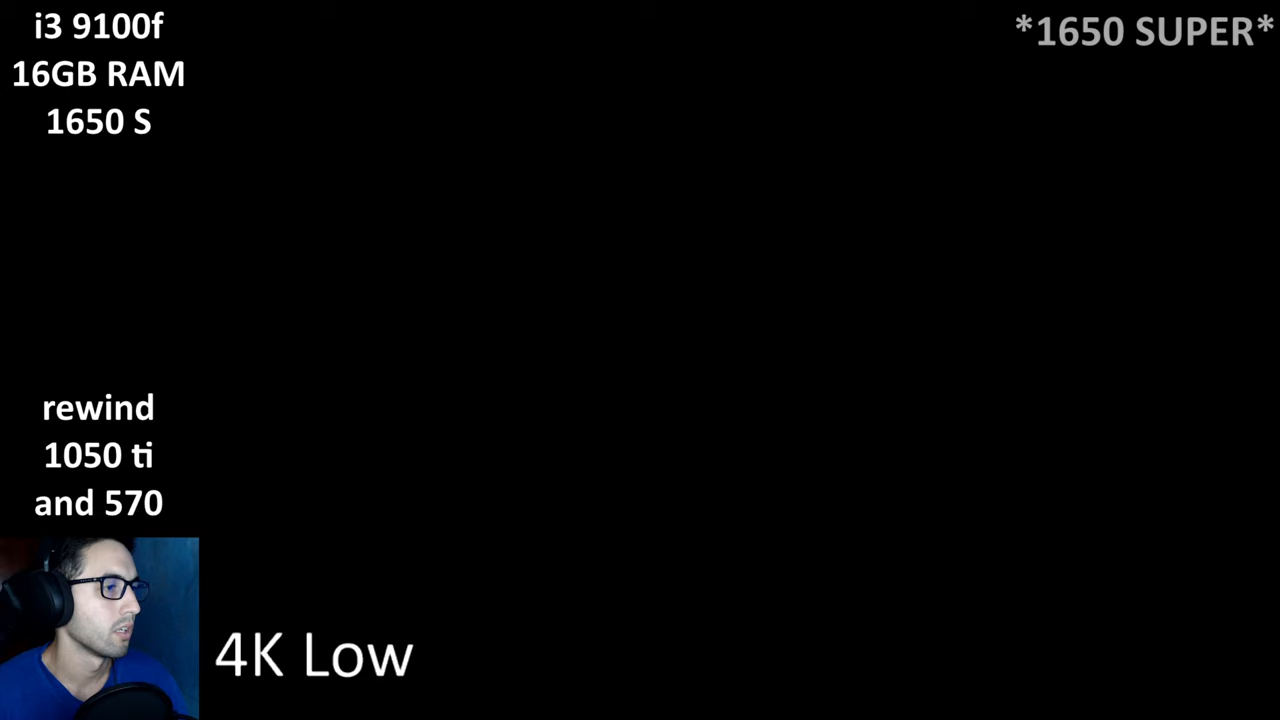 i3 9100f
16GB RAM
1650 S
*1650 SUPER*
rewind
1050 ti
and 570
4K Low